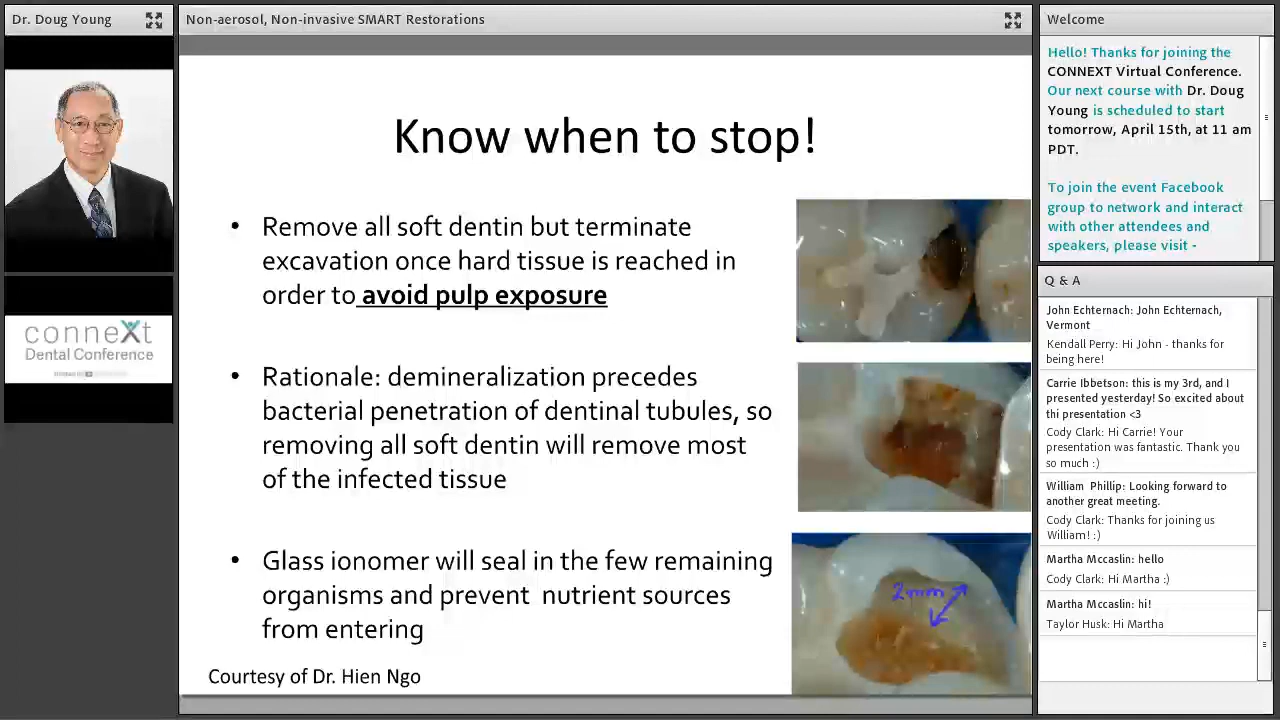 Dr. Doug Young
conneXt
Dental Conference
Non-aerosol, Non-invasive SMART Restorations
Know when to stop!
• Remove all soft dentin but terminate
excavation once hard tissue is reached in
order to avoid pulp exposure
• Rationale: demineralization precedes
bacterial penetration of dentinal tubules, so
removing all soft dentin will remove most
of the infected tissue
• Glass ionomer will seal in the few remaining
organisms and prevent  nutrient sources
from entering
2mm
Courtesy of Dr. Hien Ngo
Welcome
Hello! Thanks for joining the
CONNEXT Virtual Conference.
Our next course with Dr. Doug
Young is scheduled to start
tomorrow, April 15th, at 11 am
PDT.
To join the event Facebook
group to network and interact
with other attendees and
speakers, please visit -
Q & A
John Echternach: John Echternach,
Vermont
Kendall Perry: Hi John - thanks for
being here!
Carrie Ibbetson: this is my 3rd, and I
presented yesterday! So excited about
thi presentation <3
Cody Clark: Hi Carrie! Your
presentation was fantastic. Thank you
so much :)
William  Phillip: Looking forward to
another great meeting.
Cody Clark: Thanks for joining us
William! :)
Martha Mccaslin: hello
Cody Clark: Hi Martha :)
Martha Mccaslin: hi!
Taylor Husk: Hi Martha